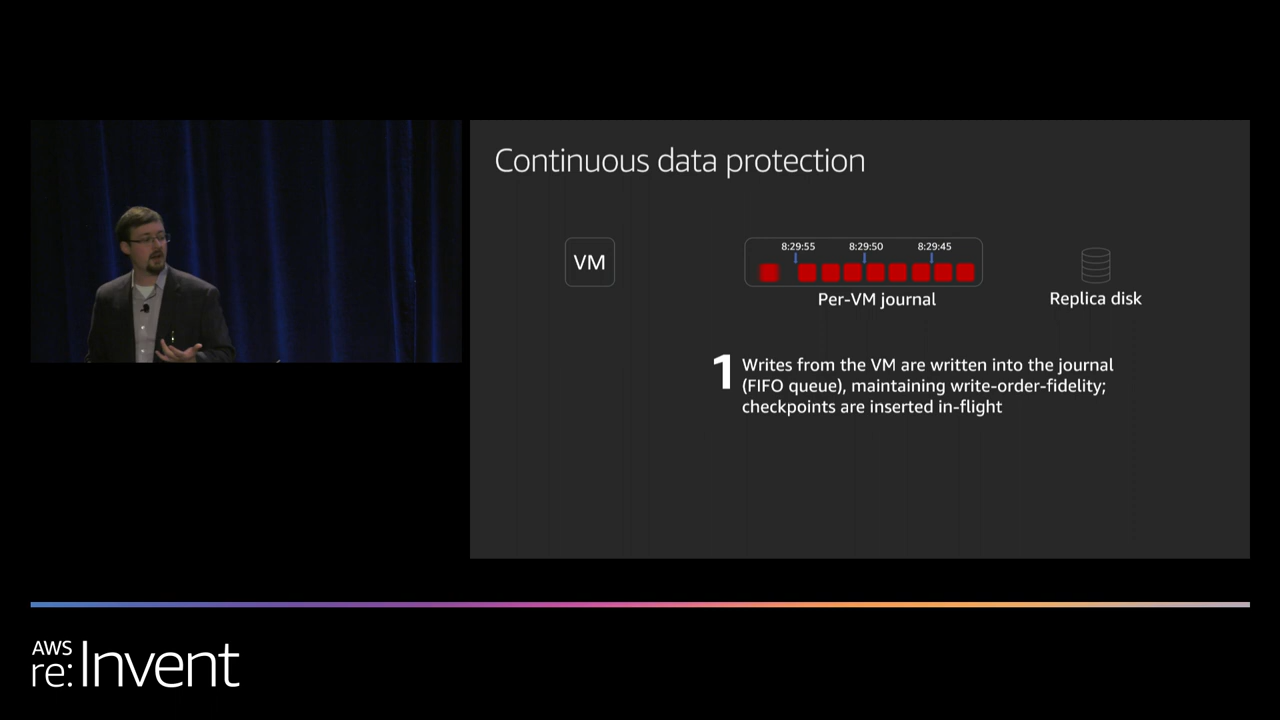 Continuous data protection
VM
8:29:55 8:29:50 8:29:45
Per-VM journal
Replica disk
1 Writes from the VM are written into the journal
(FIFO queue), maintaining write-order-fidelity;
checkpoints are inserted in-flight
AWS
re:Invent